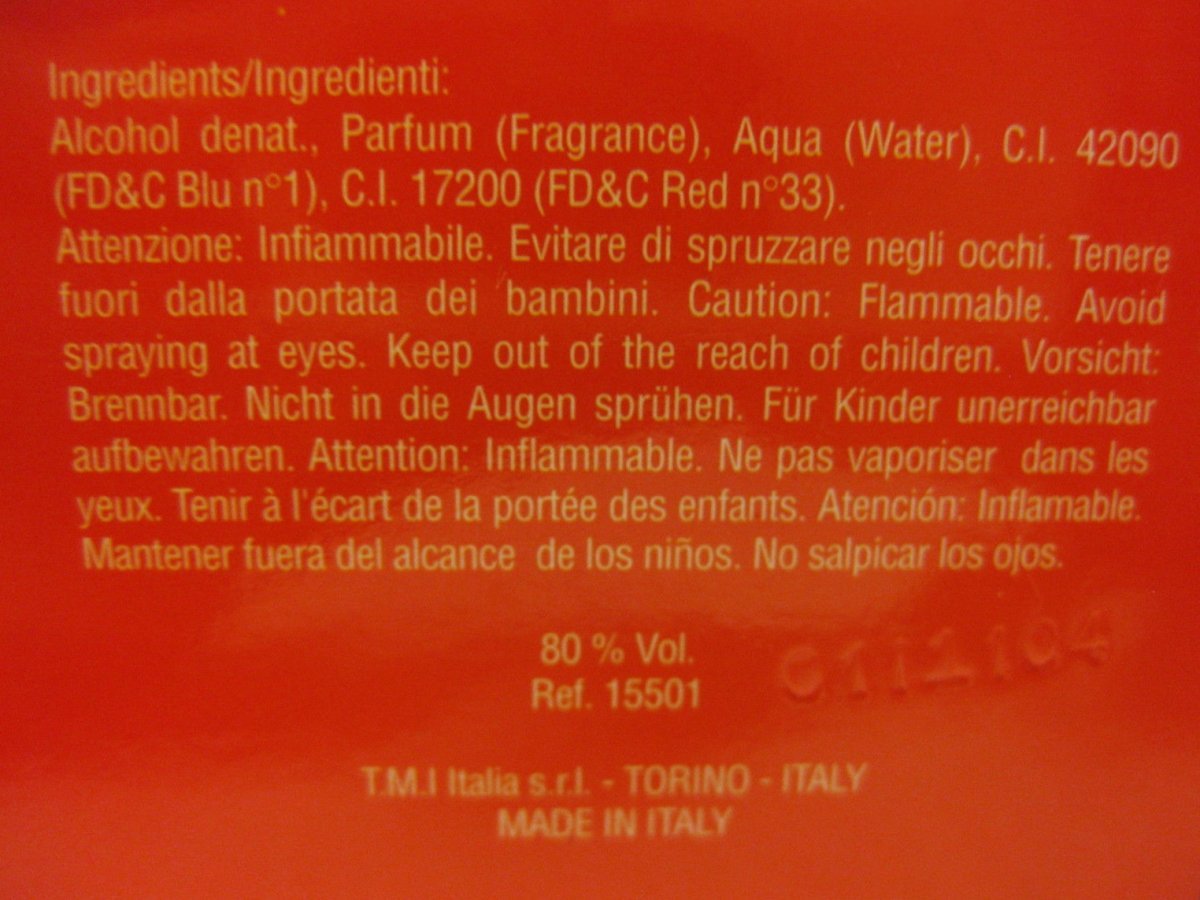 Ingredients/Ingredienti:
Alcohol denat., Parfum (Fragrance), Aqua (Water), C.I. 42090
(FD&C Blu n°1), C.I. 17200 (FD&C Red n°33).
Attenzione: Infiammabile. Evitare di spruzzare negli occhi. Tenere
fuori dalla portata dei bambini. Caution: Flammable. Avoid
spraying at eyes. Keep out of the reach of children. Vorsicht:
Brennbar. Nicht in die Augen sprühen. Für Kinder unerreichbar
aufbewahren. Attention: Inflammable. Ne pas vaporiser dans les
yeux. Tenir à l'écart de la portée des enfants. Atención: Inflamable.
Mantener fuera del alcance de los niños. No salpicar los ojos.
80 % Vol.
Ref. 15501
T.M.I Italia s.r.l. - TORINO - ITALY
MADE IN ITALY